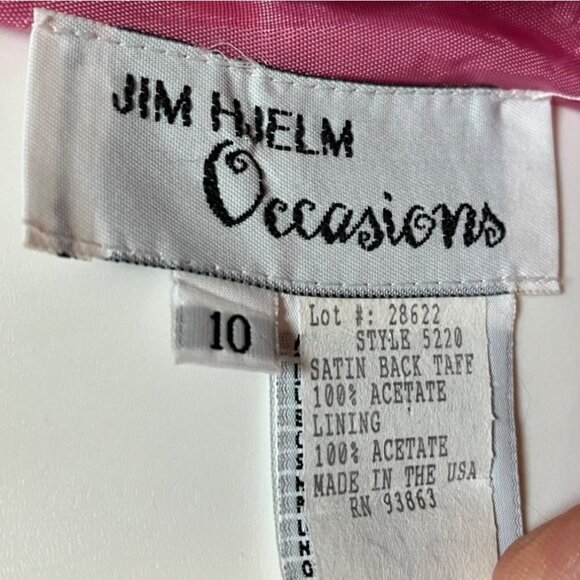 JIM HJELM
Occasions
10
Lot #: 28622
STYLE 5220
SATIN BACK TAFF
100% ACETATE
LINING
100% ACETATE
MADE IN THE USA
RN 93863